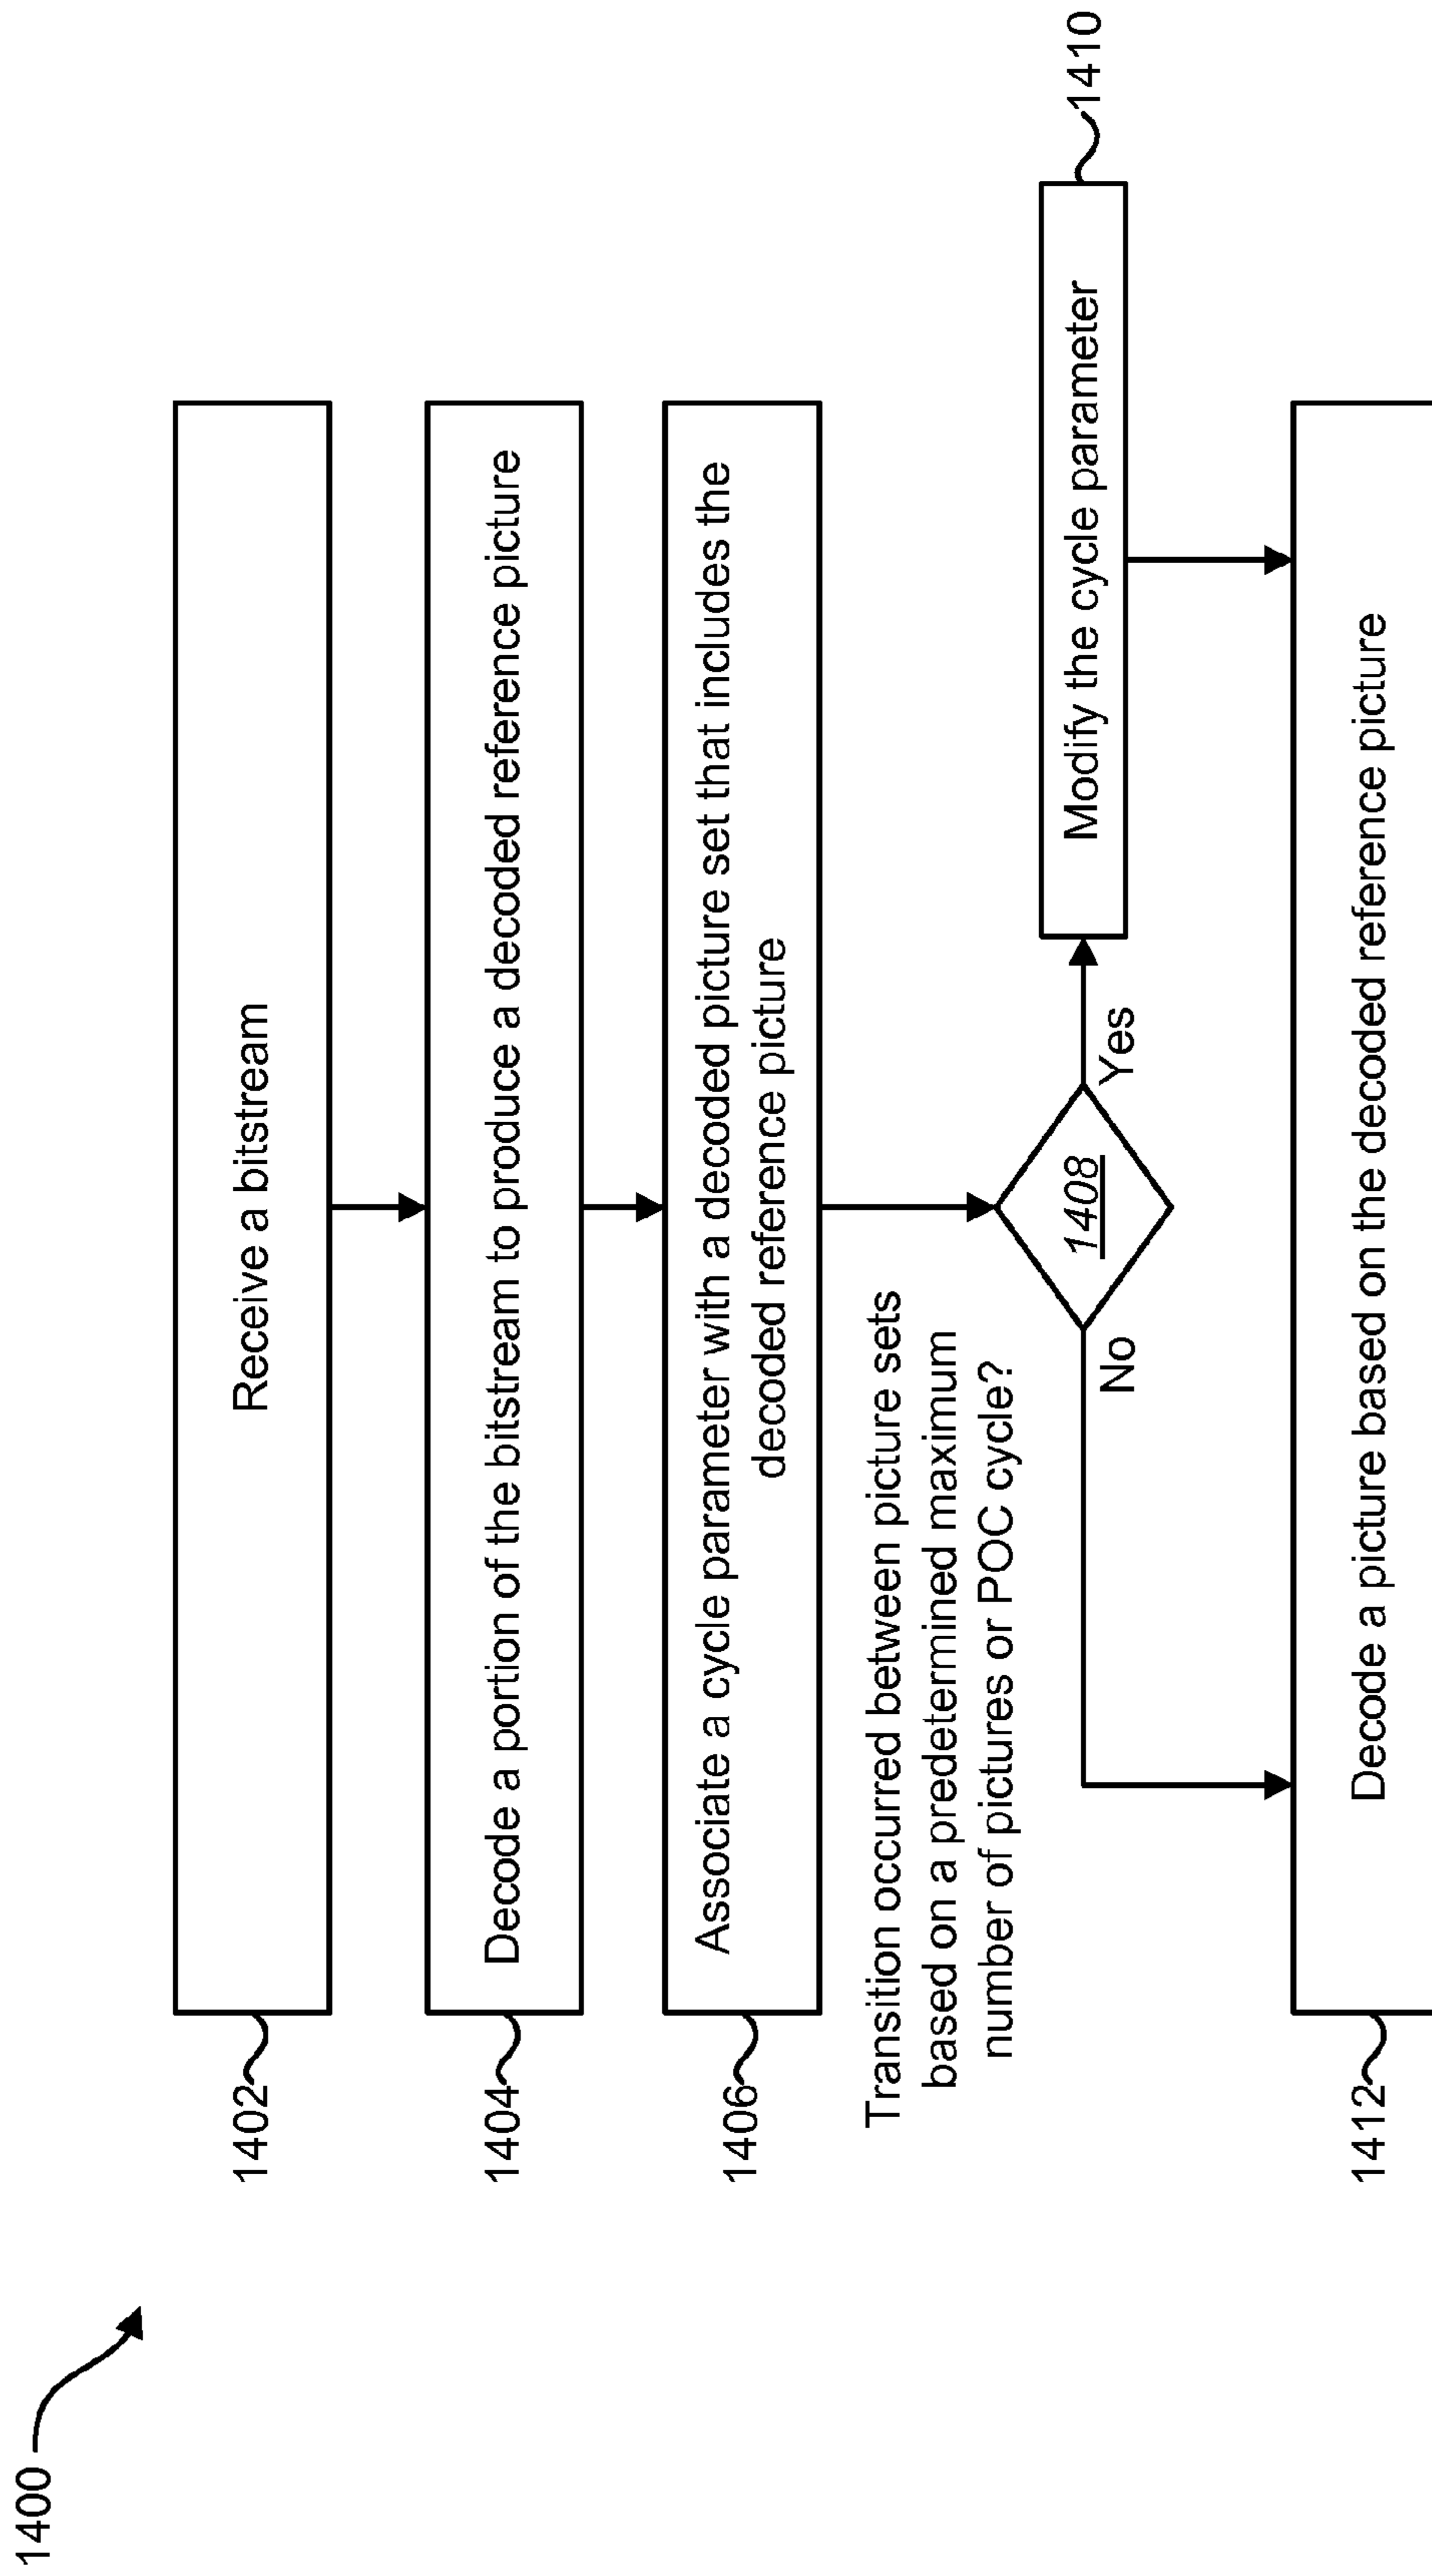 1400
1402
Receive a bitstream
1404
Decode a portion of the bitstream to produce a decoded reference picture
1406
Associate a cycle parameter with a decoded picture set that includes the
decoded reference picture
Transition occurred between picture sets
based on a predetermined maximum
number of pictures or POC cycle?
1408
Yes
No
Modify the cycle parameter
1410
1412
Decode a picture based on the decoded reference picture